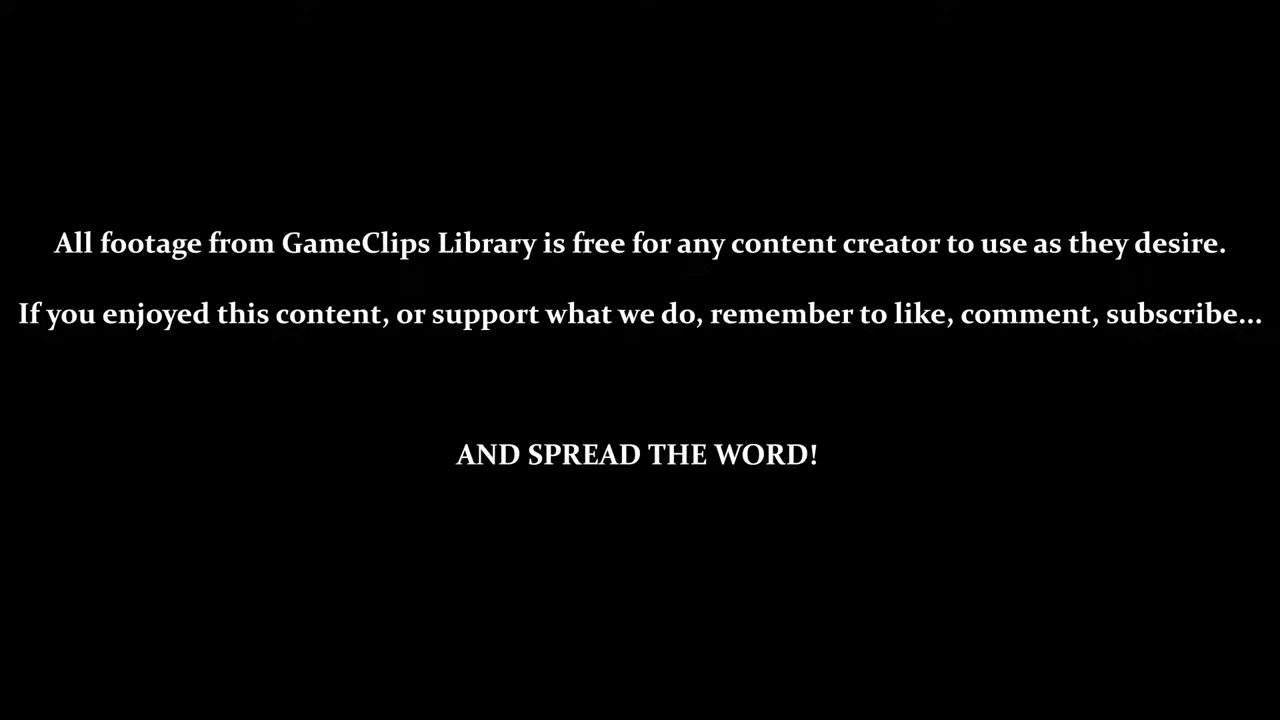 All footage from GameClips Library is free for any content creator to use as they desire.
If you enjoyed this content, or support what we do, remember to like, comment, subscribe...
AND SPREAD THE WORD!